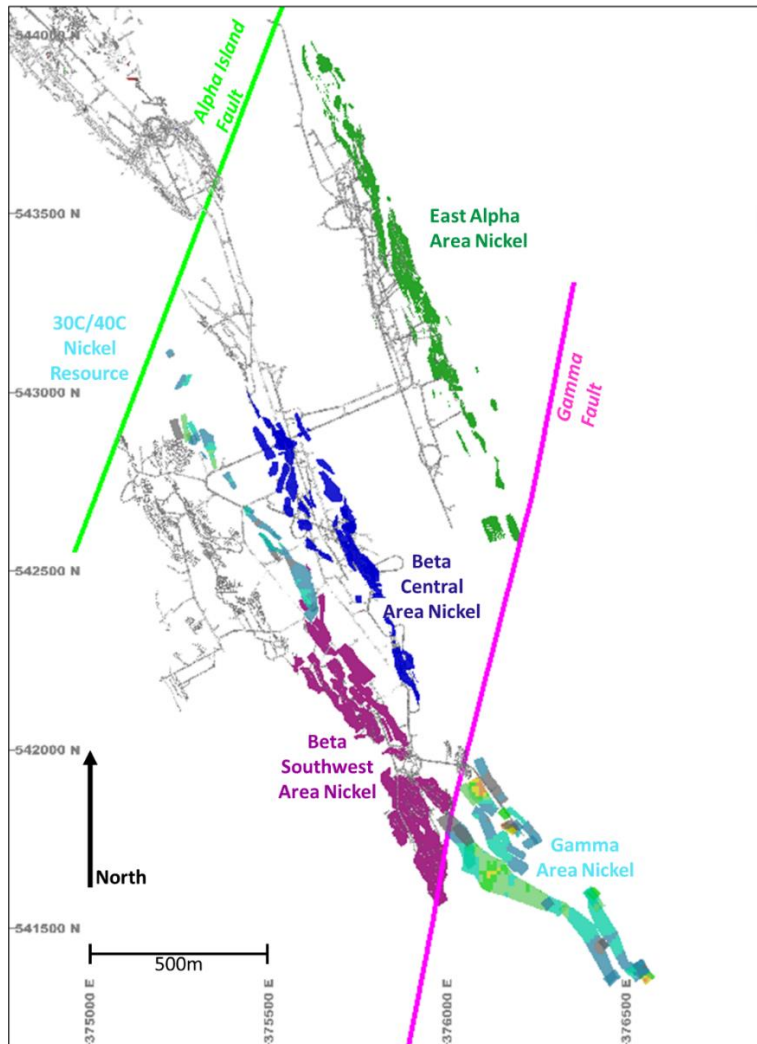 544000 N
Alpha Island
Fault
543500 N
East Alpha
Area Nickel
30C/40C
Nickel
Resource
543000 N
Gamma
Fault
542500 N
Beta
Central
Area Nickel
542000 N
Beta
Southwest
Area Nickel
Gamma
Area Nickel
North
541500 N
500m
375000 E
375500 E
376000 E
376500 E